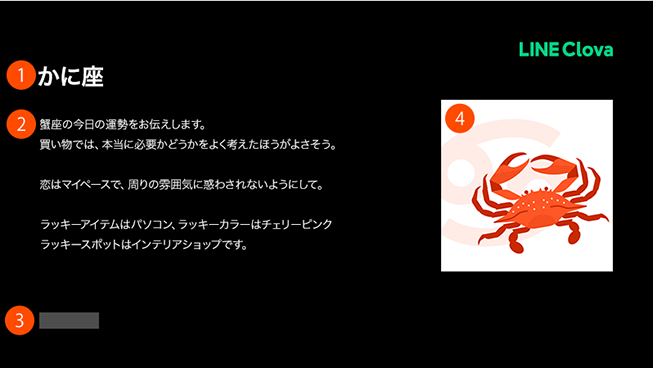 LINE Clova
1 かに座
2 蟹座の今日の運勢をお伝えします。
買い物では、本当に必要かどうかをよく考えたほうがよさそう。
恋はマイペースで、周りの雰囲気に惑わされないようにして。
ラッキーアイテムはパソコン、ラッキーカラーはチェリーピンク
ラッキースポットはインテリアショップです。
4
3